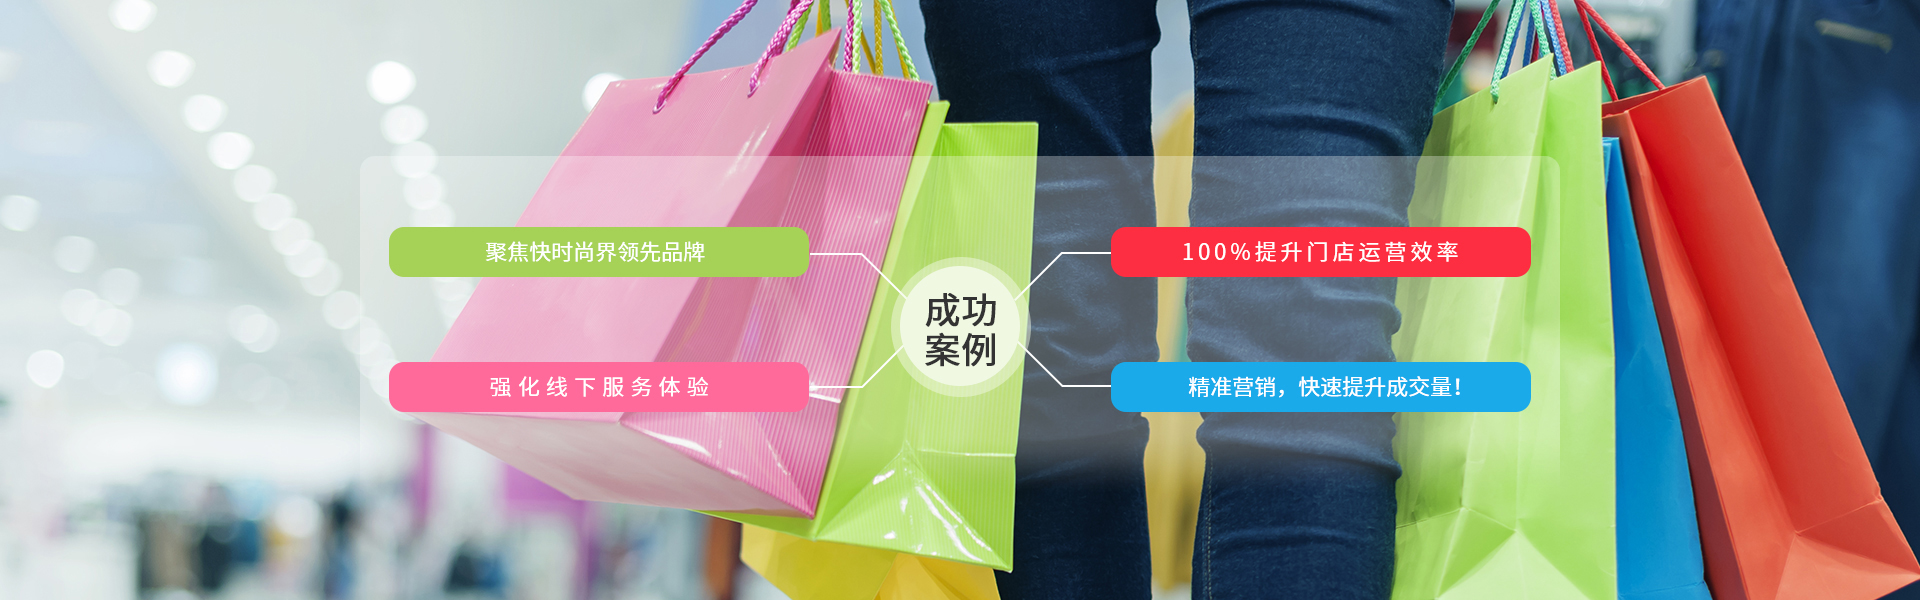 聚焦快时尚界领先品牌
100%提升门店运营效率
成功
案例
强化线下服务体验
精准营销，快速提升成交量！